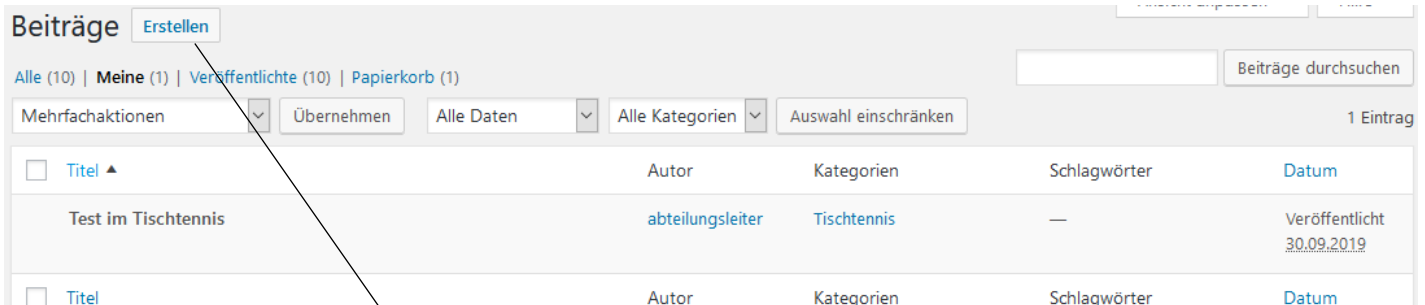 Beiträge Erstellen
Alle (10) | Meine (1) | Veröffentlichte (10) | Papierkorb (1)
Beiträge durchsuchen
Mehrfachaktionen Übernehmen Alle Daten Alle Kategorien Auswahl einschränken 1 Eintrag
Titel Autor Kategorien Schlagwörter Datum
Test im Tischtennis abteilungsleiter Tischtennis — Veröffentlicht
30.09.2019
Titel Autor Kategorien Schlagwörter Datum